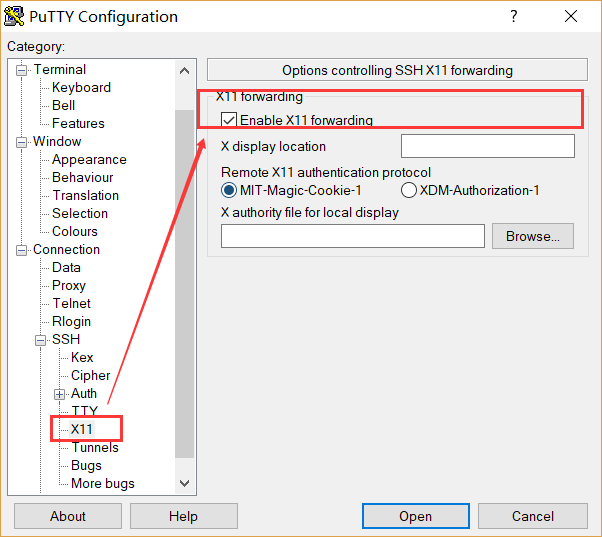 PuTTY Configuration
?
Category:
Terminal
Keyboard
Bell
Features
Window
Appearance
Behaviour
Translation
Selection
Colours
Connection
Data
Proxy
Telnet
Rlogin
SSH
Kex
Cipher
Auth
TTY
X11
Tunnels
Bugs
More bugs
Options controlling SSH X11 forwarding
X11 forwarding
Enable X11 forwarding
X display location
Remote X11 authentication protocol
MIT-Magic-Cookie-1 XDM-Authorization-1
X authority file for local display
Browse...
About Help Open Cancel